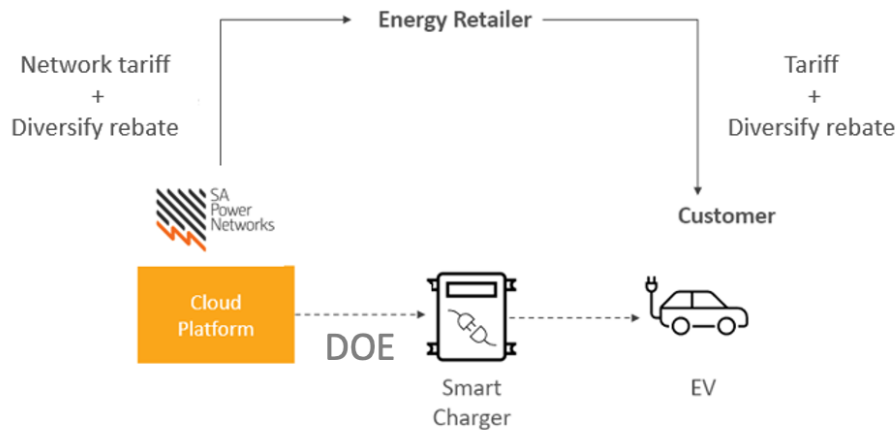 Energy Retailer
Network tariff
+
Diversify rebate
Tariff
+
Diversify rebate
SA
Power
Networks
Customer
Cloud
Platform
DOE
Smart
Charger
EV